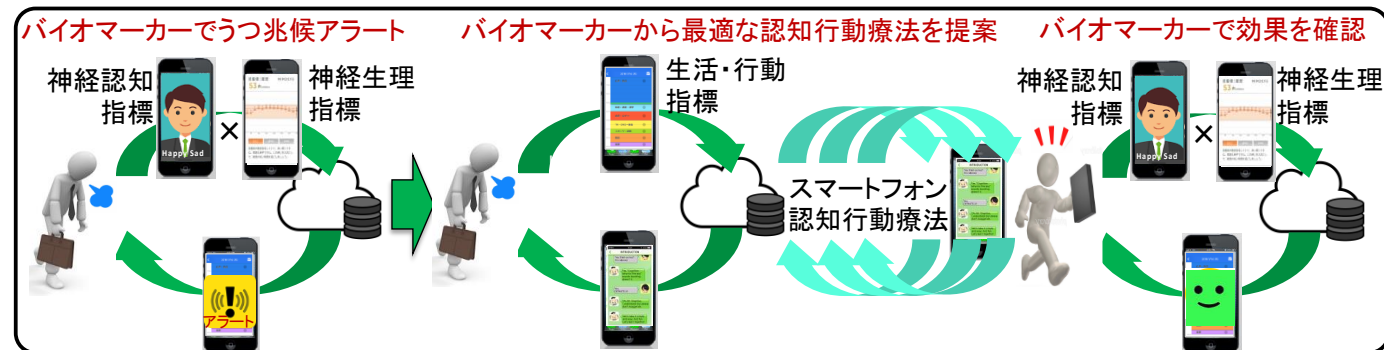 バイオマーカーでうつ兆候アラート
神経認知
指標
Happy Sad
×
神経生理
指標
53
アラート
バイオマーカーから最適な認知行動療法を提案
生活・行動
指標
スマートフォン
認知行動療法
バイオマーカーで効果を確認
神経認知
指標
Happy Sad
×
神経生理
指標
53